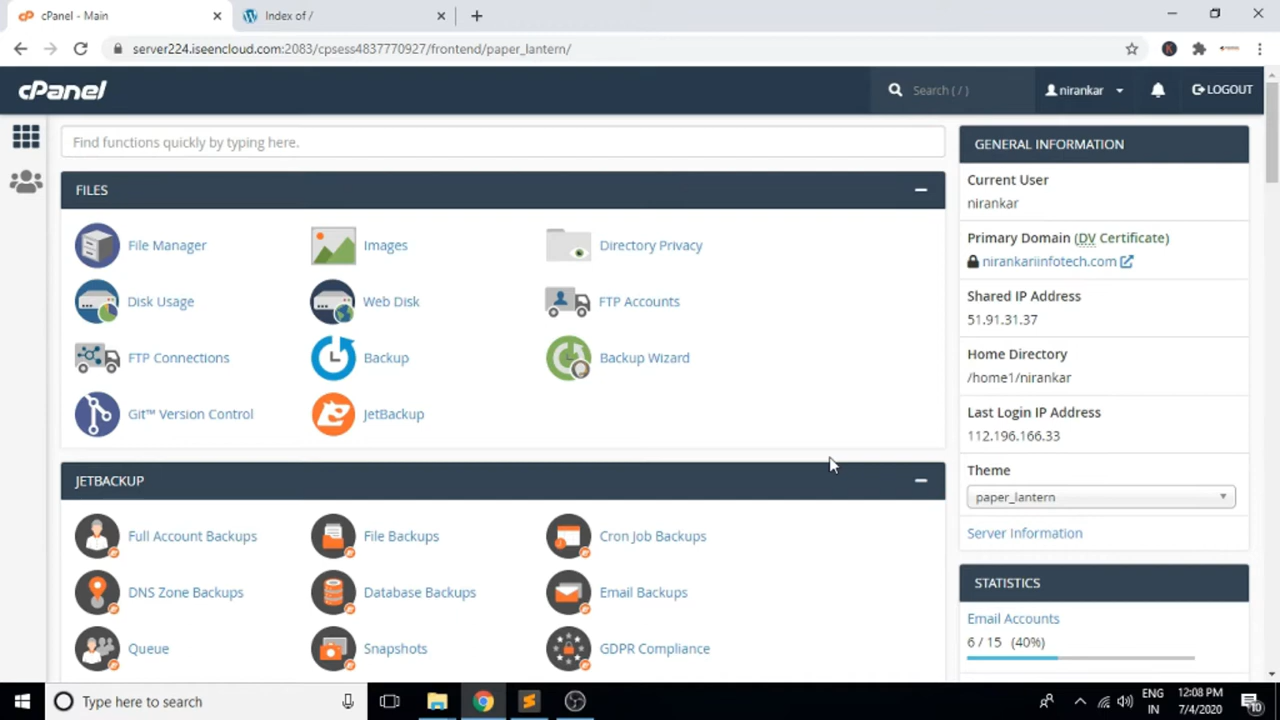 cPanel - Main
Index of /
server224.iseencloud.com:2083/cpsess4837770927/frontend/paper_lantern/
cPanel
Search ( / )
nirankar
LOGOUT
Find functions quickly by typing here.
FILES
File Manager
Images
Directory Privacy
Disk Usage
Web Disk
FTP Accounts
FTP Connections
Backup
Backup Wizard
Git™ Version Control
JetBackup
JETBACKUP
Full Account Backups
File Backups
Cron Job Backups
DNS Zone Backups
Database Backups
Email Backups
Queue
Snapshots
GDPR Compliance
GENERAL INFORMATION
Current User
nirankar
Primary Domain (DV Certificate)
nirankariinfotech.com
Shared IP Address
51.91.31.37
Home Directory
/home1/nirankar
Last Login IP Address
112.196.166.33
Theme
paper_lantern
Server Information
STATISTICS
Email Accounts
6 / 15 (40%)
Type here to search
ENG
IN
12:08 PM
7/4/2020
10